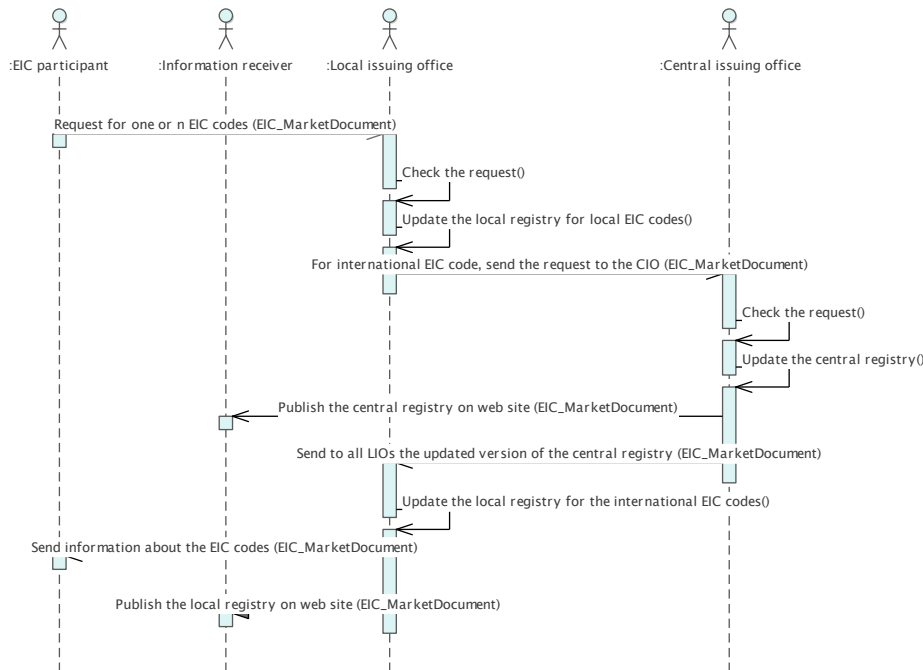 :EIC participant
:Information receiver
:Local issuing office
:Central issuing office
Request for one or n EIC codes (EIC_MarketDocument)
Check the request()
Update the local registry for local EIC codes()
For international EIC code, send the request to the CIO (EIC_MarketDocument)
Check the request()
Update the central registry()
Publish the central registry on web site (EIC_MarketDocument)
Send to all LIOs the updated version of the central registry (EIC_MarketDocument)
Update the local registry for the international EIC codes()
Send information about the EIC codes (EIC_MarketDocument)
Publish the local registry on web site (EIC_MarketDocument)